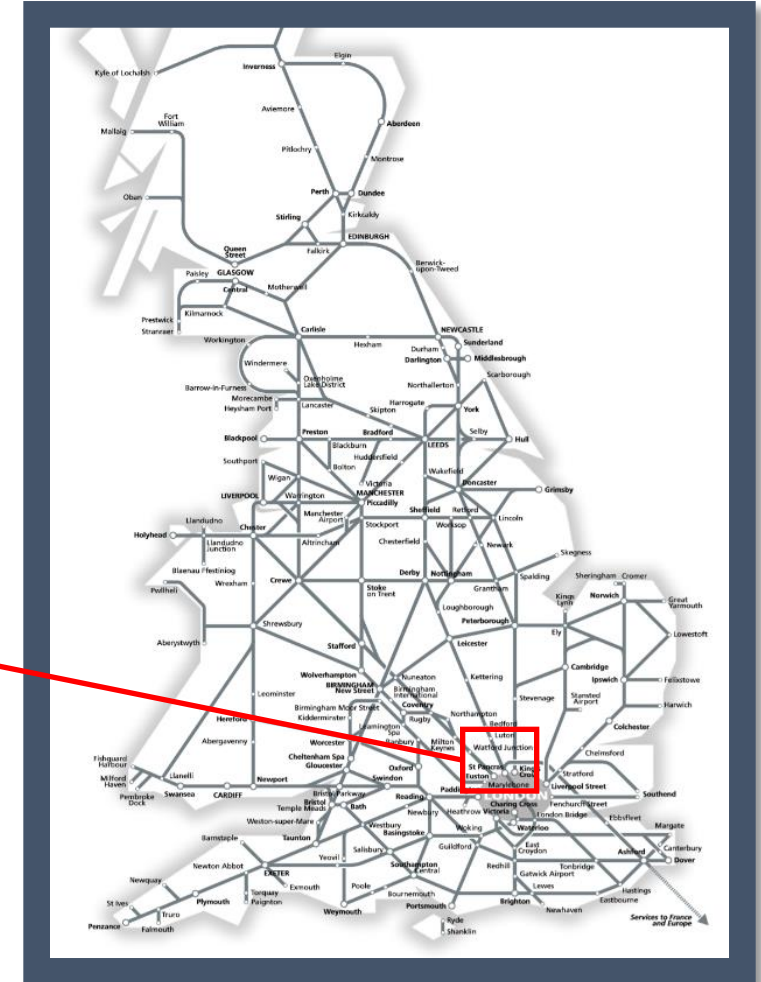 Elgin
Inverness
Kyle of Lochalsh
Aviemore
Fort
William
Aberdeen
Mallaig
Pitlochry
Montrose
Perth
Dundee
Oban
Stirling
Kirkcaldy
EDINBURGH
Queen
Street
Falkirk
Berwick-
upon-Tweed
Paisley
GLASGOW
Central
Motherwell
Prestwick
Kilmarnock
Stranraer
Carlisle
NEWCASTLE
Workington
Hexham
Sunderland
Durham
Darlington
Middlesbrough
Windermere
Scarborough
Oxenholme
Lake District
Barrow-in-Furness
Northallerton
Morecambe
Heysham Port
Lancaster
Harrogate
Skipton
York
Blackpool
Preston
Bradford
Selby
Hull
Blackburn
LEEDS
Huddersfield
Southport
Bolton
Wakefield
Wigan
Victoria
Doncaster
LIVERPOOL
Warrington
MANCHESTER
Piccadilly
Grimsby
Manchester
Airport
Sheffield
Retford
Llandudno
Chester
Stockport
Worksop
Lincoln
Holyhead
Llandudno
Junction
Altrincham
Chesterfield
Newark
Skegness
Blaenau Ffestiniog
Wrexham
Crewe
Stoke
on Trent
Derby
Nottingham
Spalding
Sheringham
Cromer
Pwllheli
Grantham
Kings
Lynn
Norwich
Great
Yarmouth
Loughborough
Peterborough
Aberystwyth
Shrewsbury
Stafford
Leicester
Ely
Lowestoft
Wolverhampton
Nuneaton
Kettering
Cambridge
BIRMINGHAM
New Street
Birmingham
International
Ipswich
Felixstowe
Leominster
Birmingham Moor Street
Coventry
Stevenage
Stansted
Airport
Harwich
Kidderminster
Rugby
Northampton
Hereford
Leamington
Spa
Bedford
Colchester
Abergavenny
Worcester
Banbury
Milton
Keynes
Luton
Watford Junction
Chelmsford
Fishguard
Harbour
Cheltenham Spa
Gloucester
Oxford
St Pancras
Euston
King's
Cross
Stratford
Milford
Haven
Llanelli
Newport
Swindon
Marylebone
Liverpool Street
Pembroke
Dock
Swansea
CARDIFF
Bristol Parkway
Reading
LONDON
Southend
Bristol
Temple Meads
Bath
Newbury
Heathrow
Victoria
Charing Cross
Fenchurch Street
London Bridge
Ebbsfleet
Weston-super-Mare
Westbury
Basingstoke
Woking
Waterloo
Margate
Barnstaple
Taunton
Salisbury
Guildford
East
Croydon
Canterbury
Yeovil
Ashford
Dover
Newton Abbot
EXETER
Southampton
Central
Redhill
Tonbridge
Gatwick Airport
Newquay
Exmouth
Poole
Lewes
Hastings
St Ives
Plymouth
Torquay
Paignton
Bournemouth
Eastbourne
Truro
Weymouth
Portsmouth
Brighton
Newhaven
Penzance
Falmouth
Ryde
Shanklin
Services to France
and Europe